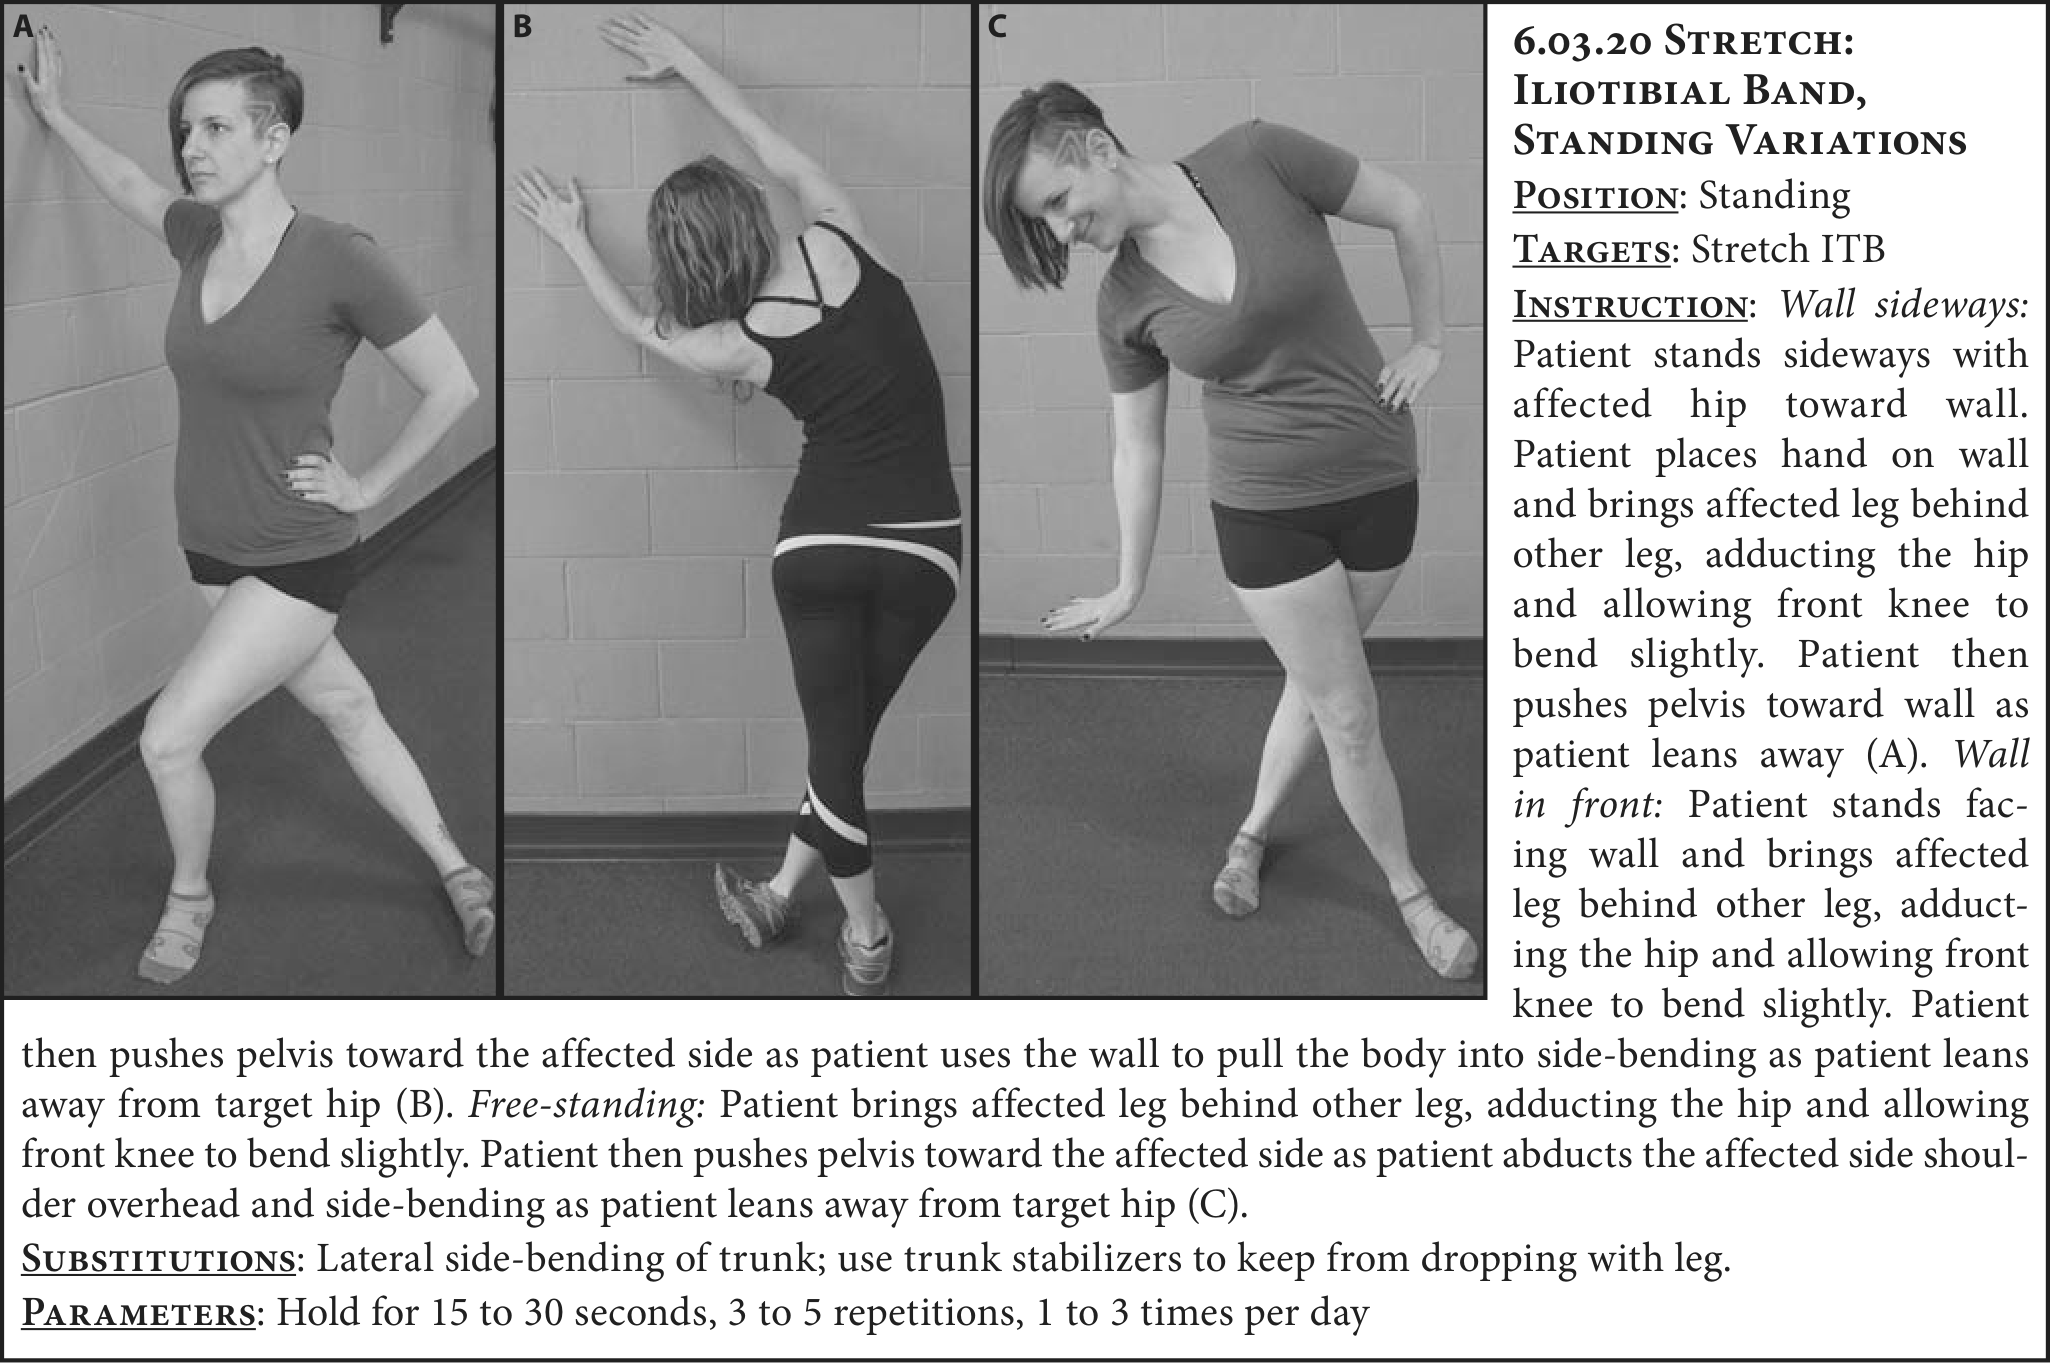 A
B
C
6.03.20 Stretch:
Iliotibial Band,
Standing Variations
Position: Standing
Targets: Stretch ITB
Instruction: Wall sideways:
Patient stands sideways with
affected hip toward wall.
Patient places hand on wall
and brings affected leg behind
other leg, adducting the hip
and allowing front knee to
bend slightly. Patient then
pushes pelvis toward wall as
patient leans away (A). Wall
in front: Patient stands fac-
ing wall and brings affected
leg behind other leg, adduct-
ing the hip and allowing front
knee to bend slightly. Patient
then pushes pelvis toward the affected side as patient uses the wall to pull the body into side-bending as patient leans
away from target hip (B). Free-standing: Patient brings affected leg behind other leg, adducting the hip and allowing
front knee to bend slightly. Patient then pushes pelvis toward the affected side as patient abducts the affected side shoul-
der overhead and side-bending as patient leans away from target hip (C).
Substitutions: Lateral side-bending of trunk; use trunk stabilizers to keep from dropping with leg.
Parameters: Hold for 15 to 30 seconds, 3 to 5 repetitions, 1 to 3 times per day